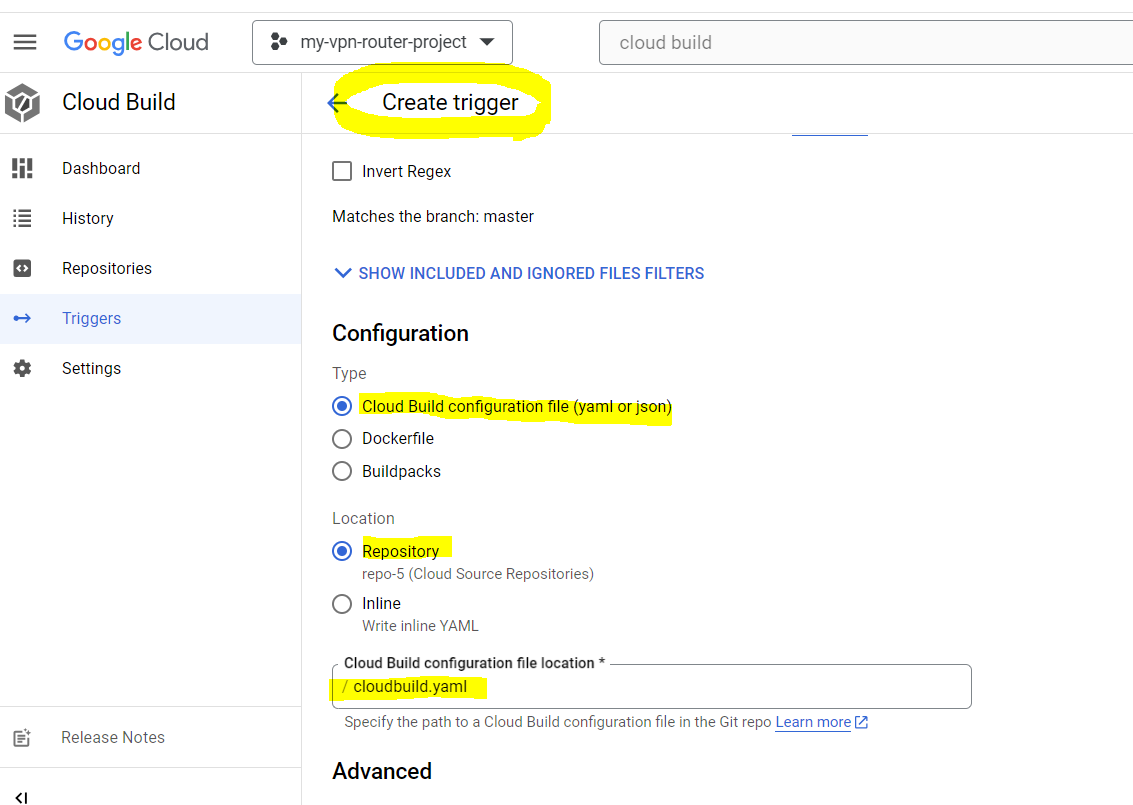 Google Cloud
my-vpn-router-project
cloud build
Cloud Build
Create trigger
Dashboard
History
Repositories
Triggers
Settings
Release Notes
Invert Regex
Matches the branch: master
SHOW INCLUDED AND IGNORED FILES FILTERS
Configuration
Type
Cloud Build configuration file (yaml or json)
Dockerfile
Buildpacks
Location
Repository
repo-5 (Cloud Source Repositories)
Inline
Write inline YAML
Cloud Build configuration file location *
/ cloudbuild.yaml
Specify the path to a Cloud Build configuration file in the Git repo Learn more
Advanced